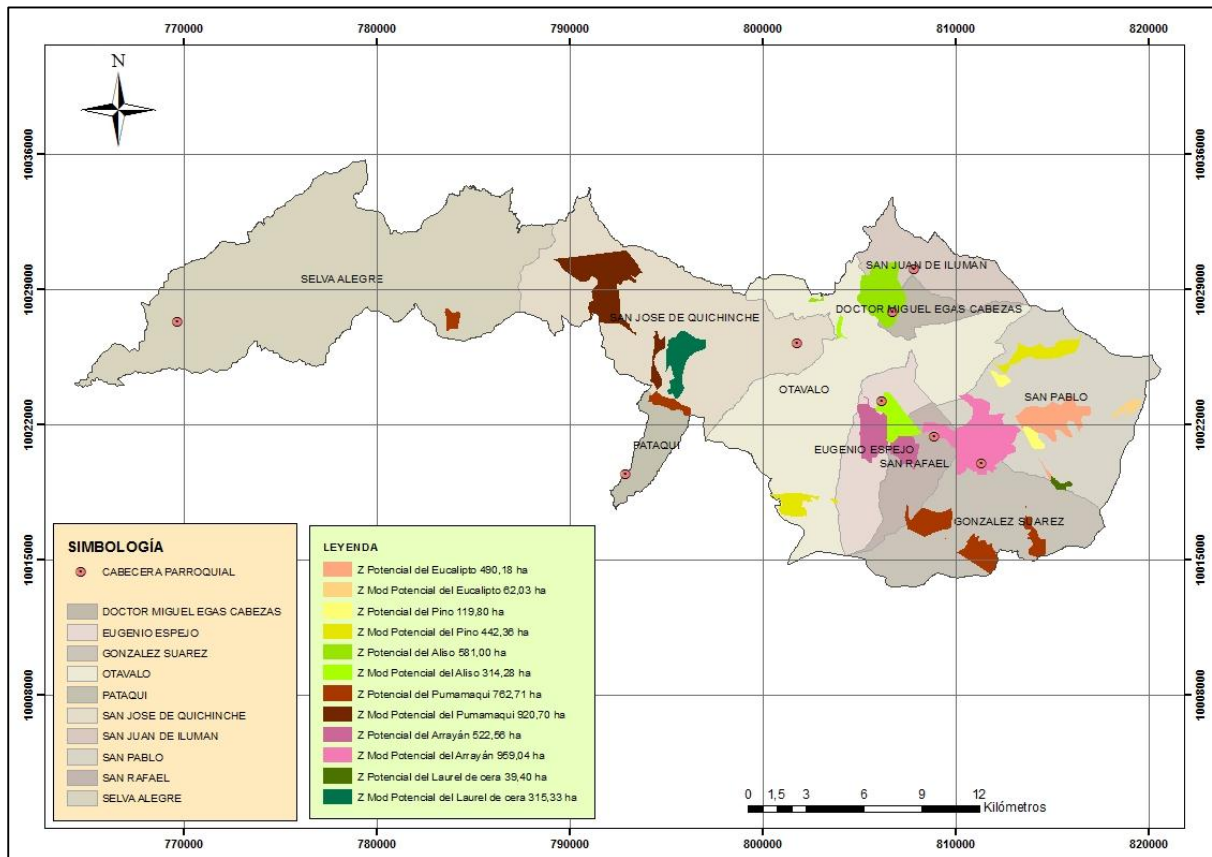 770000 780000 790000 800000 810000 820000
N
10036000 10036000
SELVA ALEGRE
SAN JUAN DE ILUMAN
10029000 10029000
DOCTOR MIGUEL EGAS CABEZAS
SAN JOSE DE QUICHINCHE
OTAVALO
SAN PABLO
10022000 10022000
PATAQUI
EUGENIO ESPEJO
SAN RAFAEL
GONZALEZ SUAREZ
10015000 10015000
SIMBOLOGÍA
CABECERA PARROQUIAL
DOCTOR MIGUEL EGAS CABEZAS
EUGENIO ESPEJO
GONZALEZ SUAREZ
OTAVALO
PATAQUI
SAN JOSE DE QUICHINCHE
SAN JUAN DE ILUMAN
SAN PABLO
SAN RAFAEL
SELVA ALEGRE
LEYENDA
Z Potencial del Eucalipto 490,18 ha
Z Mod Potencial del Eucalipto 62,03 ha
Z Potencial del Pino 119,80 ha
Z Mod Potencial del Pino 442,36 ha
Z Potencial del Aliso 581,00 ha
Z Mod Potencial del Aliso 314,28 ha
Z Potencial del Pumamaqui 762,71 ha
Z Mod Potencial del Pumamaqui 920,70 ha
Z Potencial del Arrayán 522,56 ha
Z Mod Potencial del Arrayán 959,04 ha
Z Potencial del Laurel de cera 39,40 ha
Z Mod Potencial del Laurel de cera 315,33 ha
10008000 10008000
0 1,5 3 6 9 12
Kilómetros
770000 780000 790000 800000 810000 820000